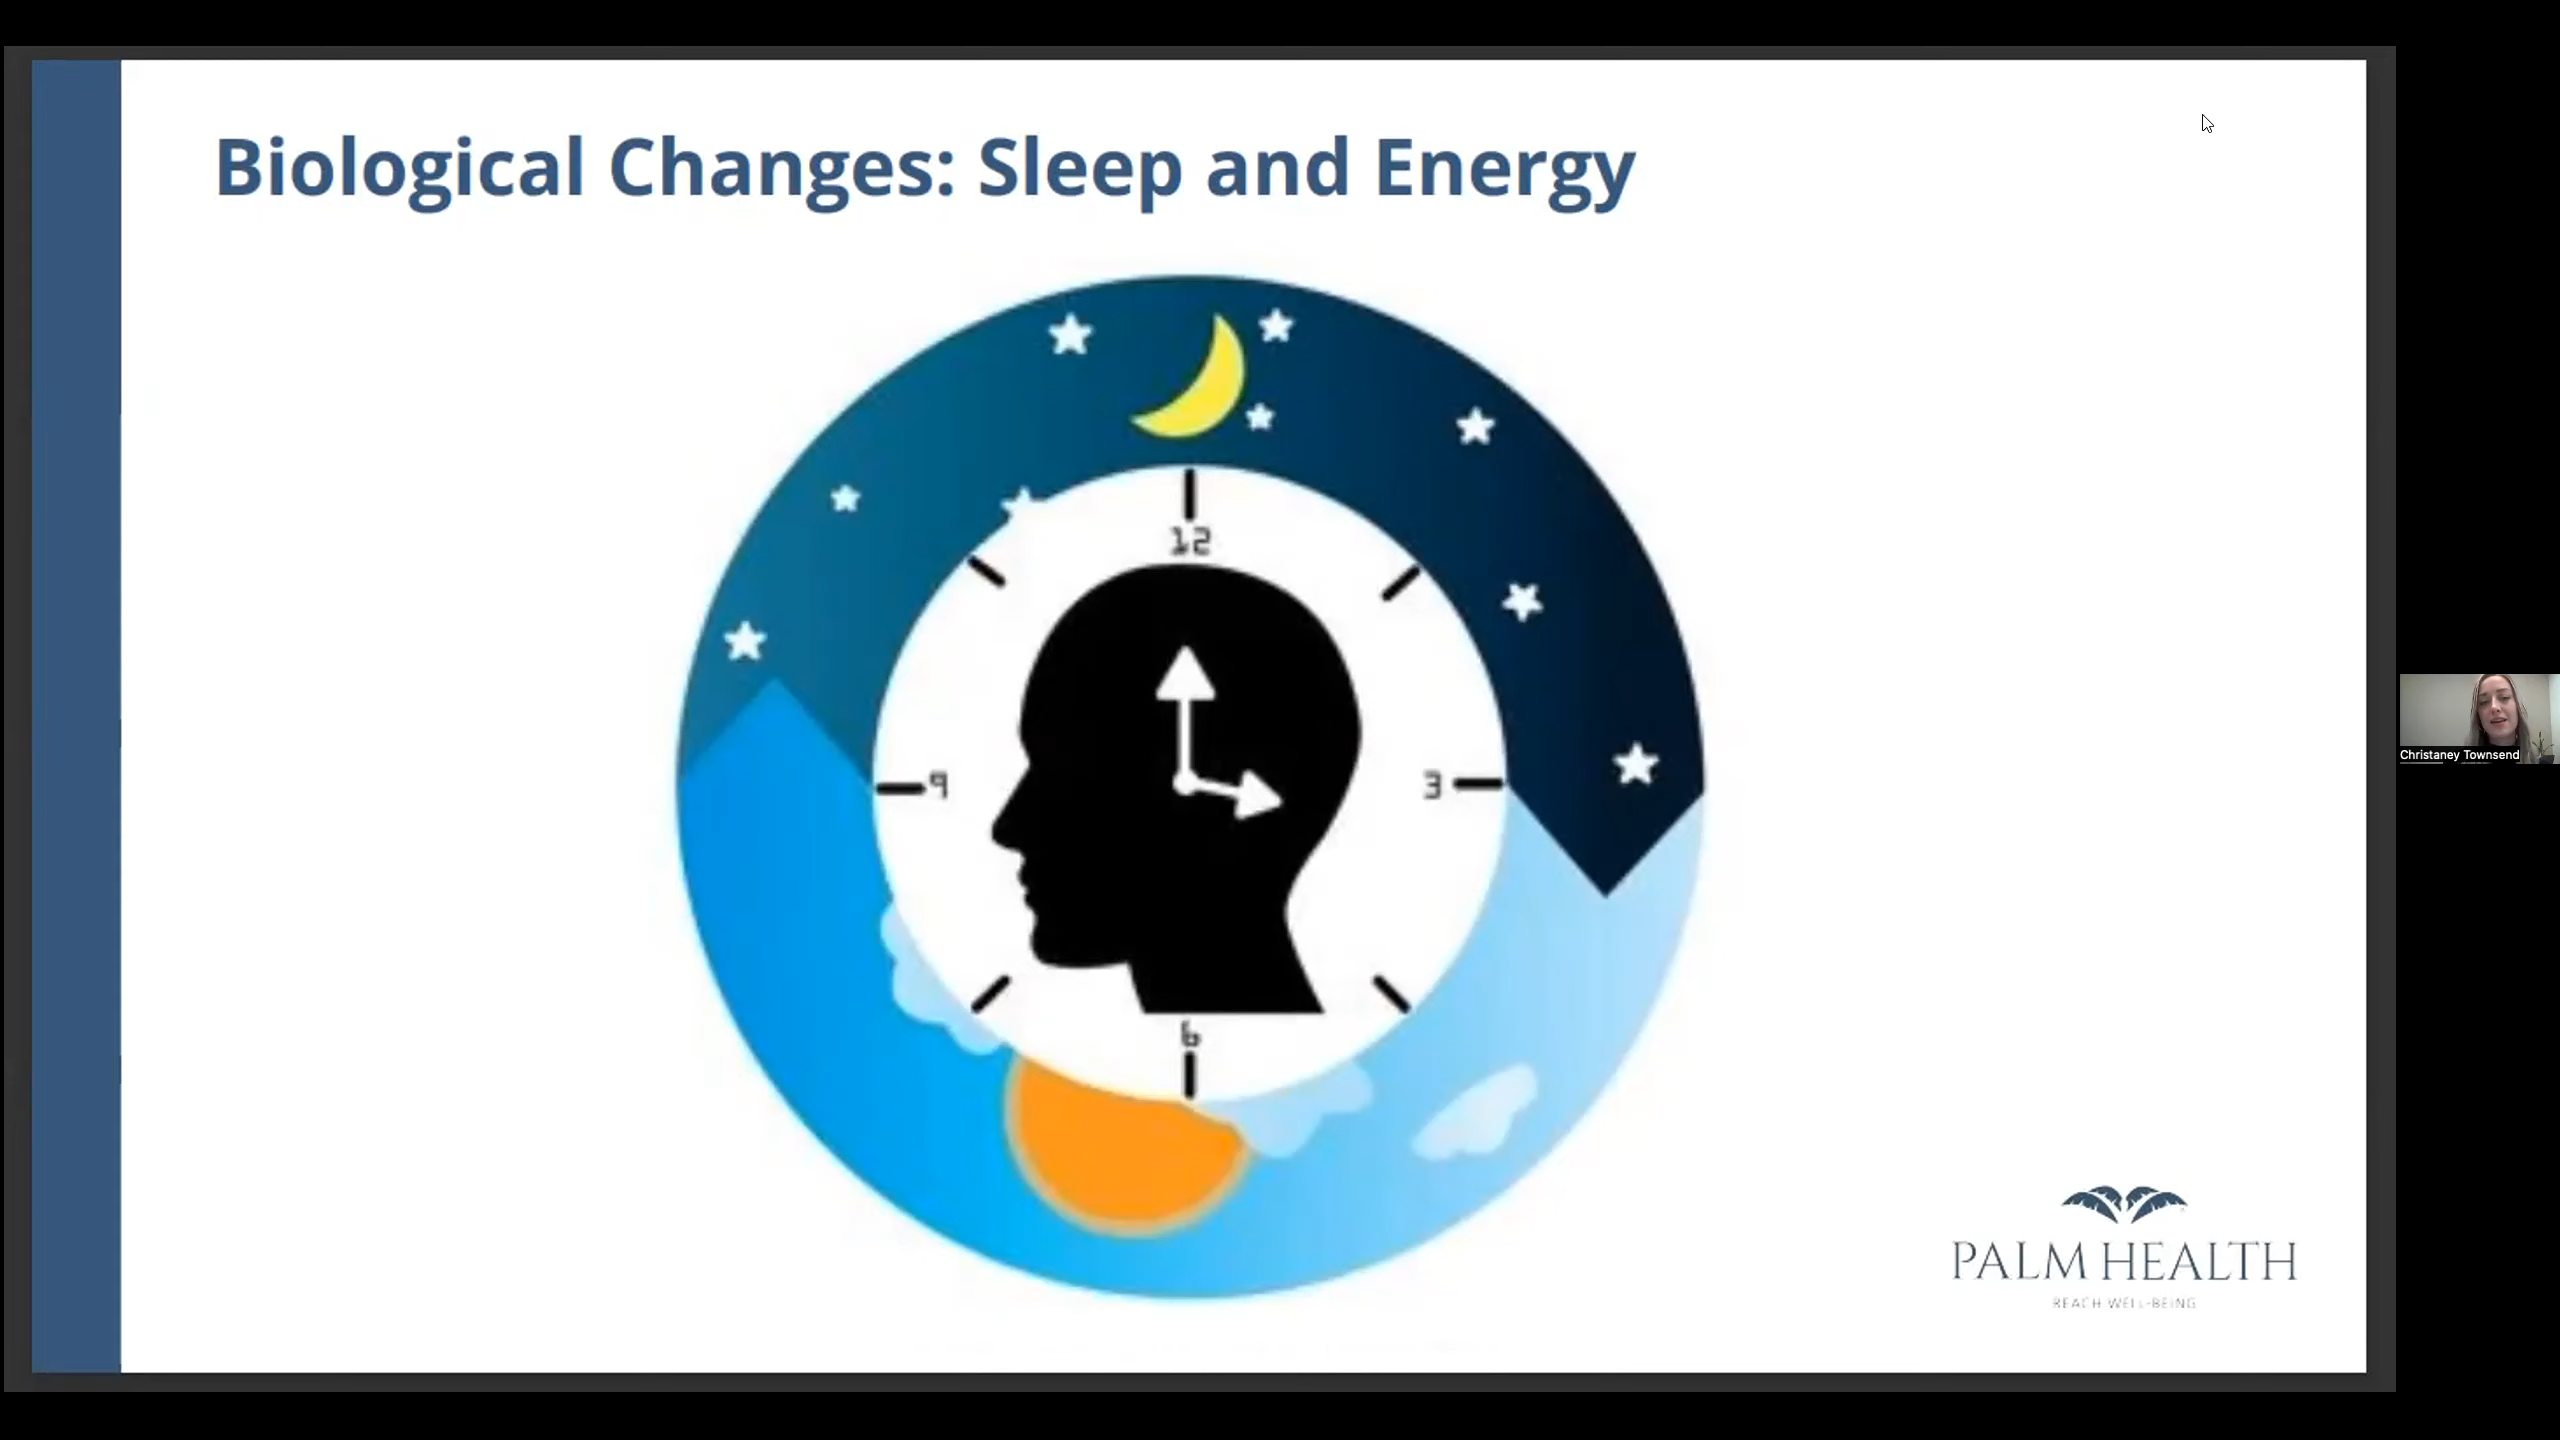 Biological Changes: Sleep and Energy
12
9
3
6
Christaney Townsend
PALM HEALTH
REACH WELL-BEING